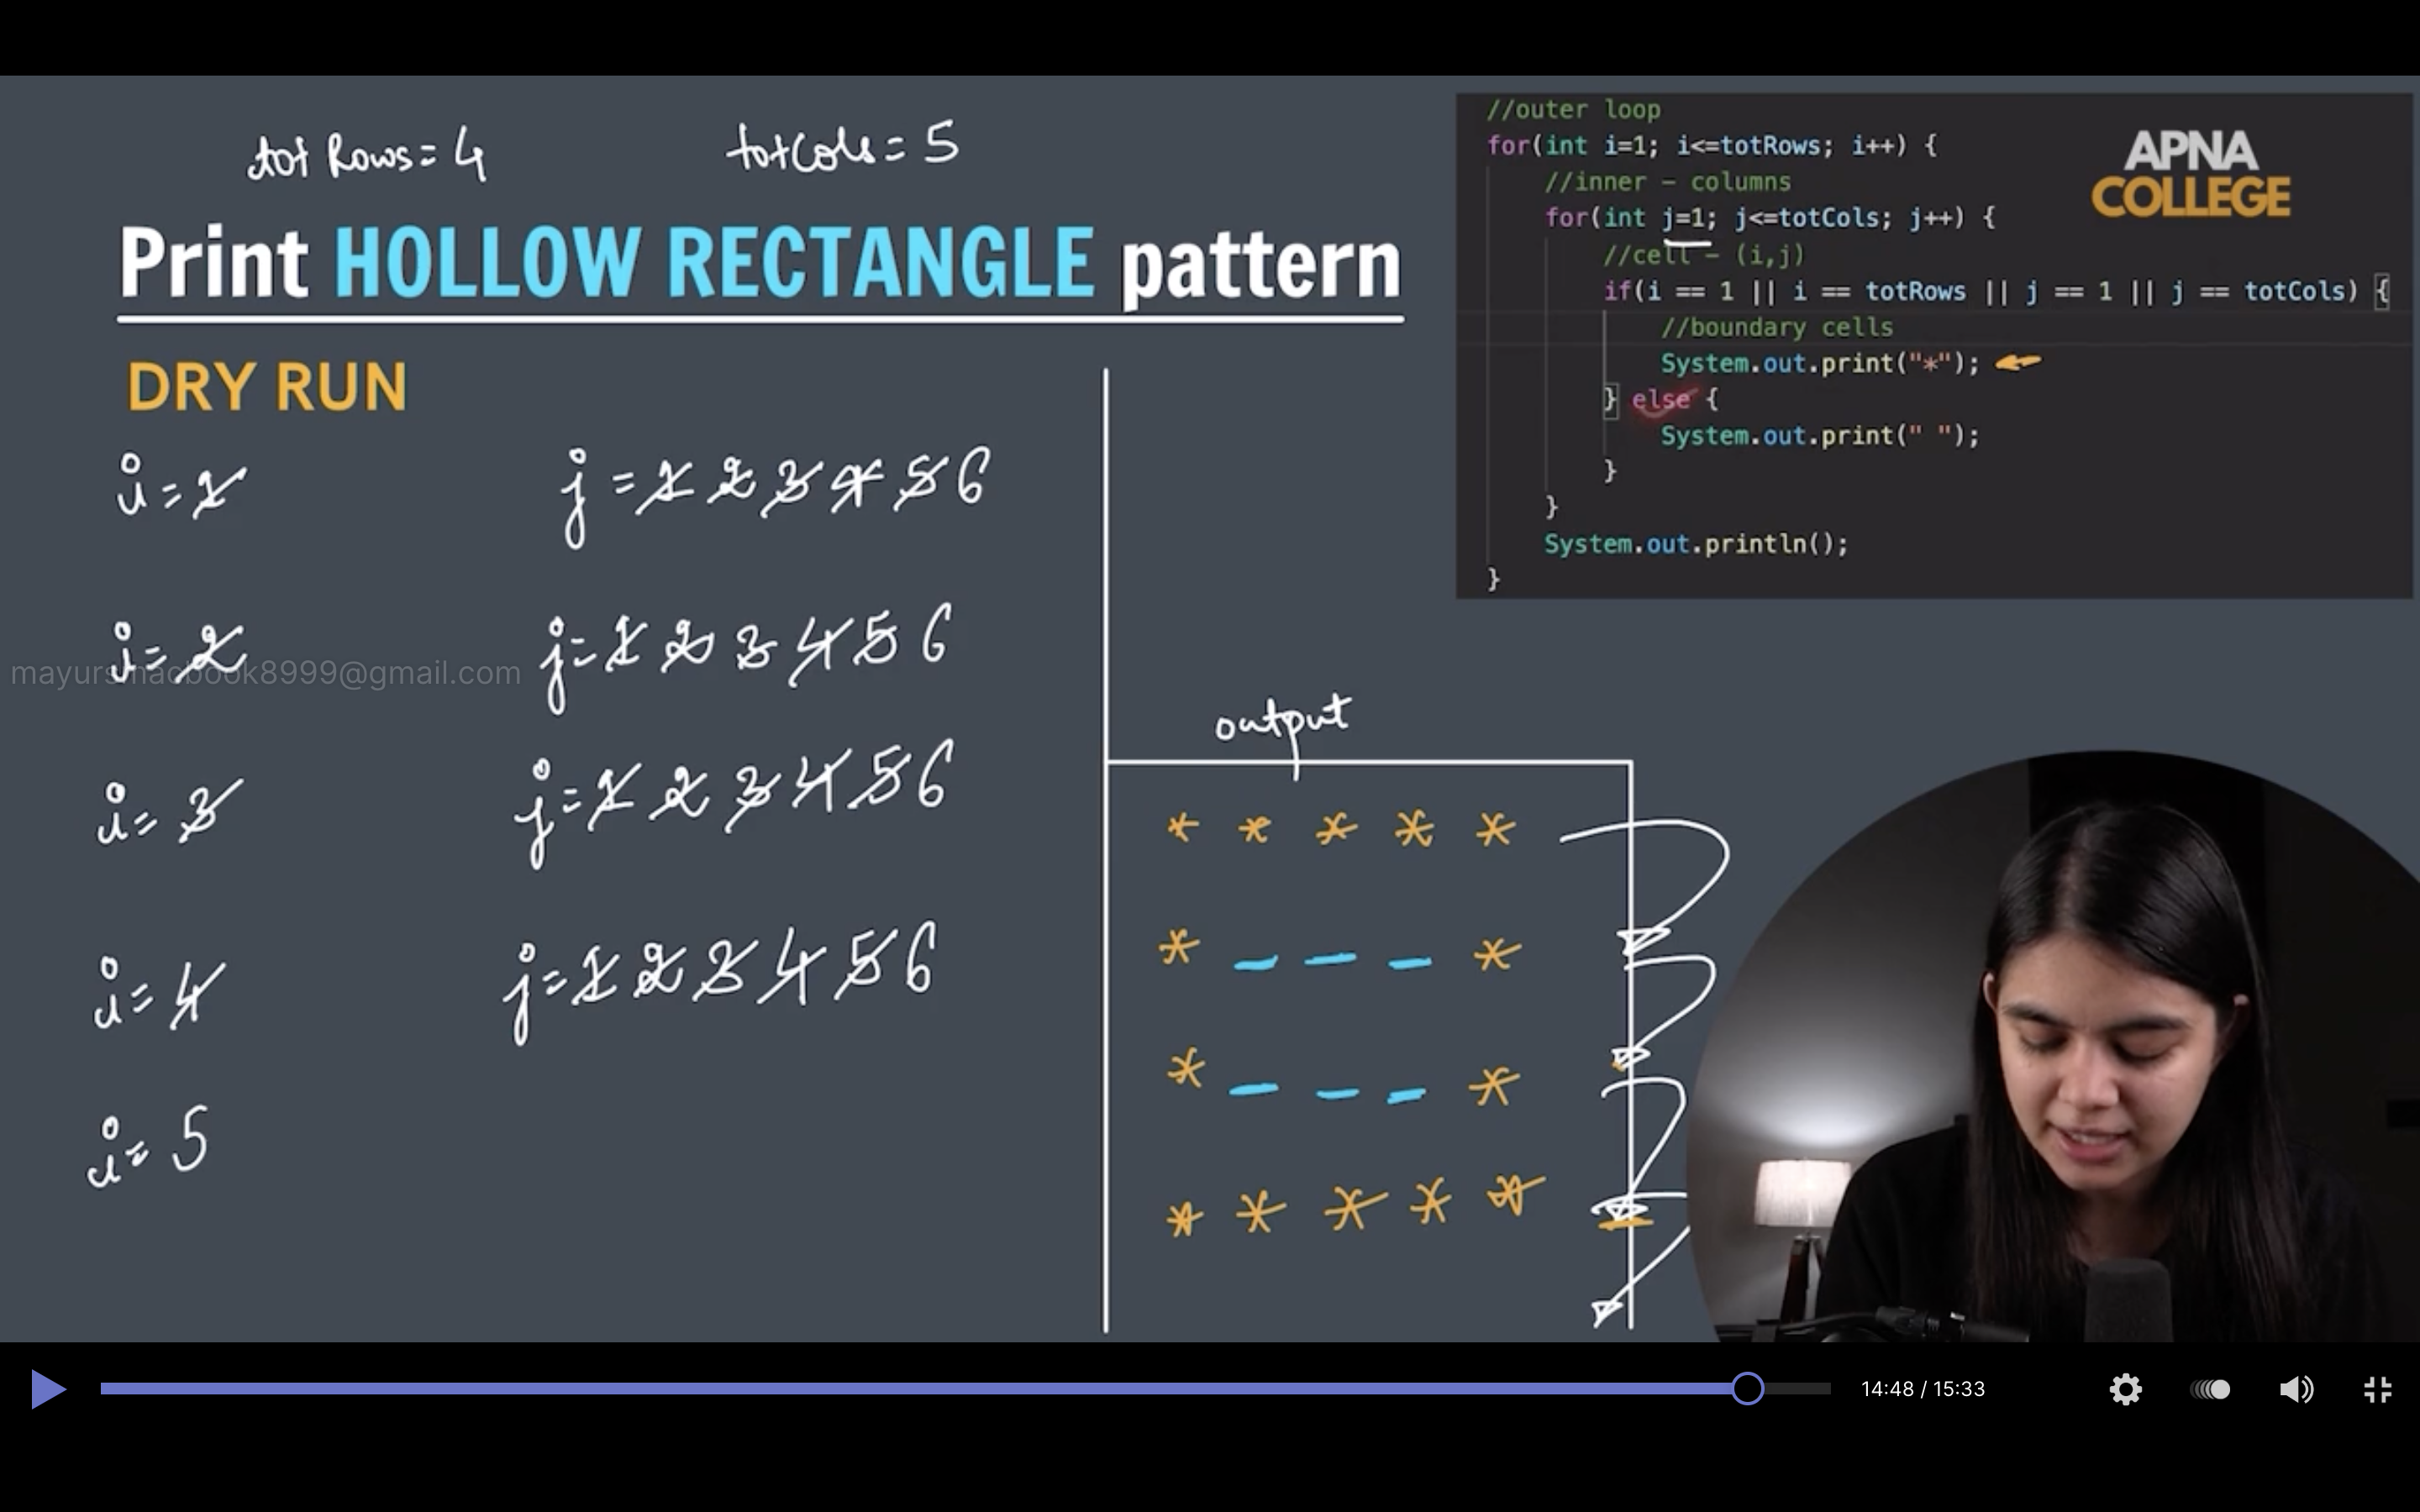 tot Rows = 4
totCols = 5
Print HOLLOW RECTANGLE pattern
DRY RUN
i = 1
j = 1 2 3 4 5 6
i = 2
j = 1 2 3 4 5 6
mayursmacbook8999@gmail.com
i = 3
j = 1 2 3 4 5 6
i = 4
j = 1 2 3 4 5 6
i = 5
//outer loop
for(int i=1; i<=totRows; i++) {
//inner - columns
for(int j=1; j<=totCols; j++) {
//cell - (i,j)
if(i == 1 || i == totRows || j == 1 || j == totCols) {
//boundary cells
System.out.print("*");
} else {
System.out.print(" ");
}
}
System.out.println();
}
APNA
COLLEGE
output
* * * * *
* _ _ _ *
* _ _ _ *
* * * * *
14:48 / 15:33